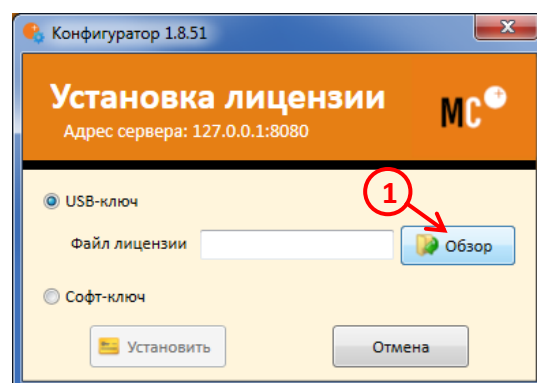 Конфигуратор 1.8.51
Установка лицензии
Адрес сервера: 127.0.0.1:8080
МС+
USB-ключ
1
Файл лицензии
Обзор
Софт-ключ
Установить
Отмена